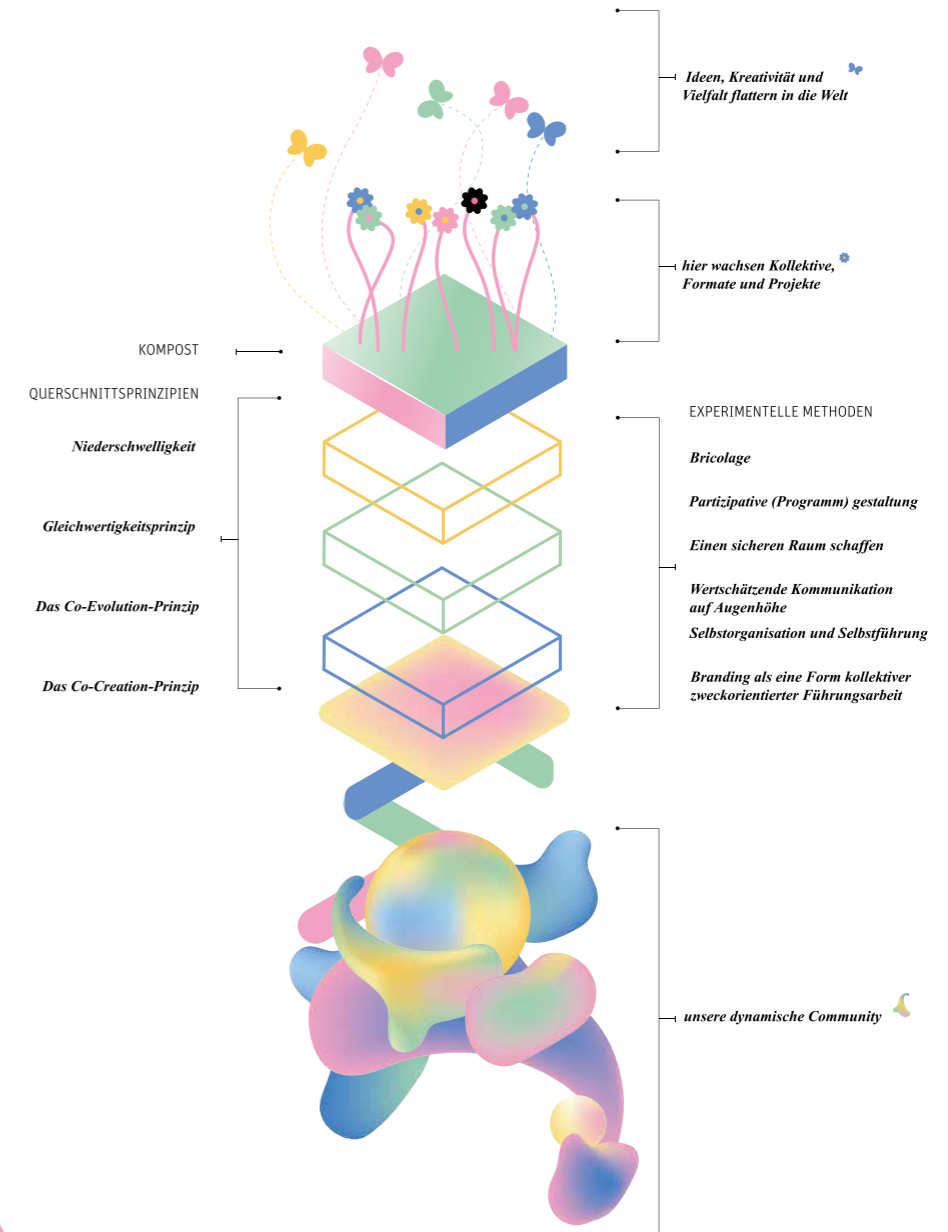 Ideen, Kreativität und
Vielfalt flattern in die Welt
hier wachsen Kollektive,
Formate und Projekte
KOMPOST
QUERSCHNITTSPRINZIPIEN
Niederschwelligkeit
Gleichwertigkeitsprinzip
Das Co-Evolution-Prinzip
Das Co-Creation-Prinzip
EXPERIMENTELLE METHODEN
Bricolage
Partizipative (Programm) gestaltung
Einen sicheren Raum schaffen
Wertschätzende Kommunikation
auf Augenhöhe
Selbstorganisation und Selbstführung
Branding als eine Form kollektiver
zweckorientierter Führungsarbeit
unsere dynamische Community